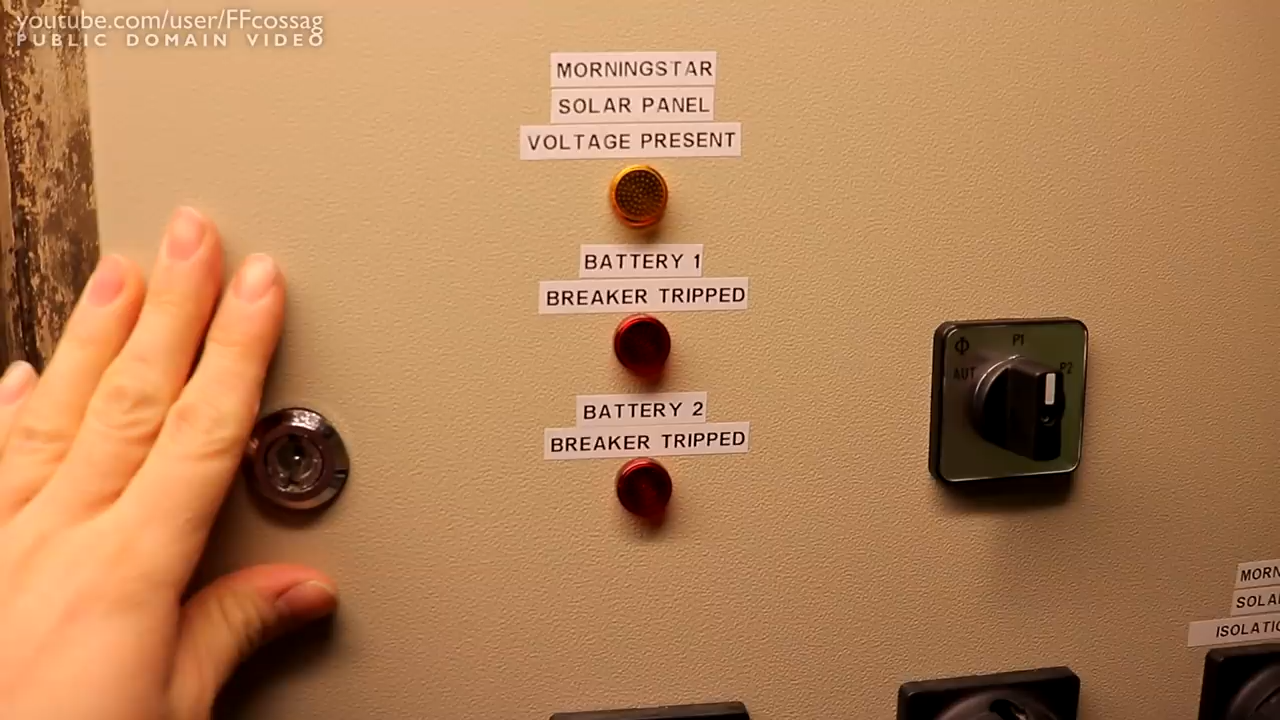 youtube.com/user/FFcossag
PUBLIC DOMAIN VIDEO
MORNINGSTAR
SOLAR PANEL
VOLTAGE PRESENT
BATTERY 1
BREAKER TRIPPED
BATTERY 2
BREAKER TRIPPED
P1
AUT
P2